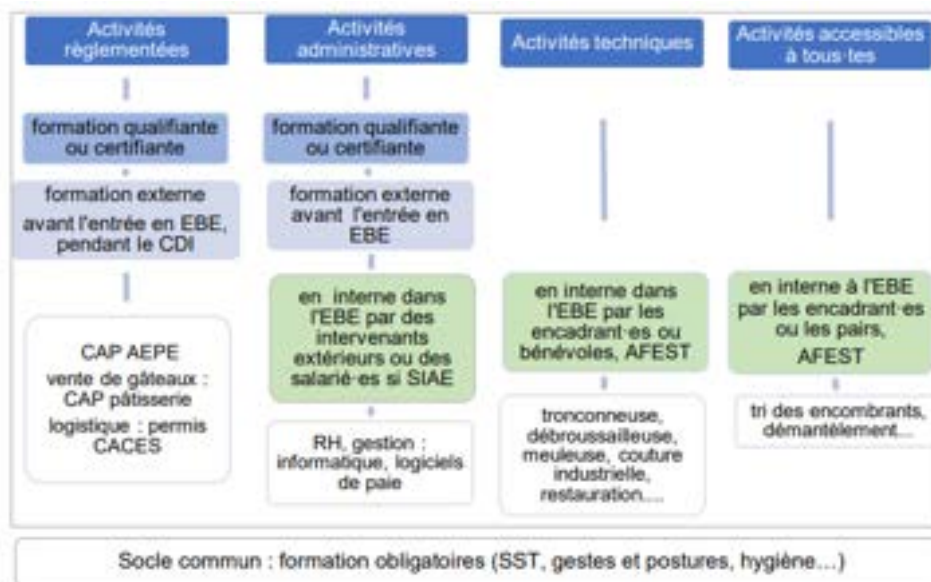 Activités
règlementées
formation qualifiante
ou certifiante
formation externe
avant l'entrée en EBE,
pendant le CDI
CAP AEPE
vente de gâteaux :
CAP pâtisserie
logistique : permis
CACES
Activités
administratives
formation qualifiante
ou certifiante
formation externe
avant l'entrée en
EBE
en interne dans
l'EBE par des
intervenants
extérieurs ou des
salarié·es si SIAE
RH, gestion :
informatique, logiciels
de paie
Activités techniques
en interne dans
l'EBE par les
encadrant·es ou
bénévoles, AFEST
tronconneuse,
débroussailleuse,
meuleuse, couture
industrielle,
restauration....
Activités accessibles
à tous·tes
en interne à l'EBE
par les encadrant·es
ou les pairs,
AFEST
tri des encombrants,
démantèlement...
Socle commun : formation obligatoires (SST, gestes et postures, hygiène…)